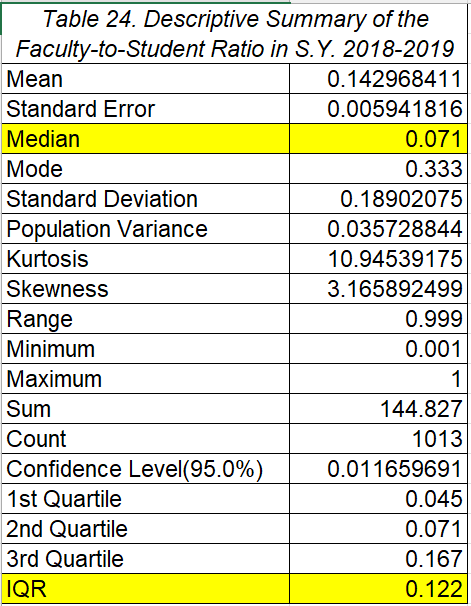 Table 24. Descriptive Summary of the
Faculty-to-Student Ratio in S.Y. 2018-2019
Mean 0.142968411
Standard Error 0.005941816
Median 0.071
Mode 0.333
Standard Deviation 0.18902075
Population Variance 0.035728844
Kurtosis 10.94539175
Skewness 3.165892499
Range 0.999
Minimum 0.001
Maximum 1
Sum 144.827
Count 1013
Confidence Level(95.0%) 0.011659691
1st Quartile 0.045
2nd Quartile 0.071
3rd Quartile 0.167
IQR 0.122